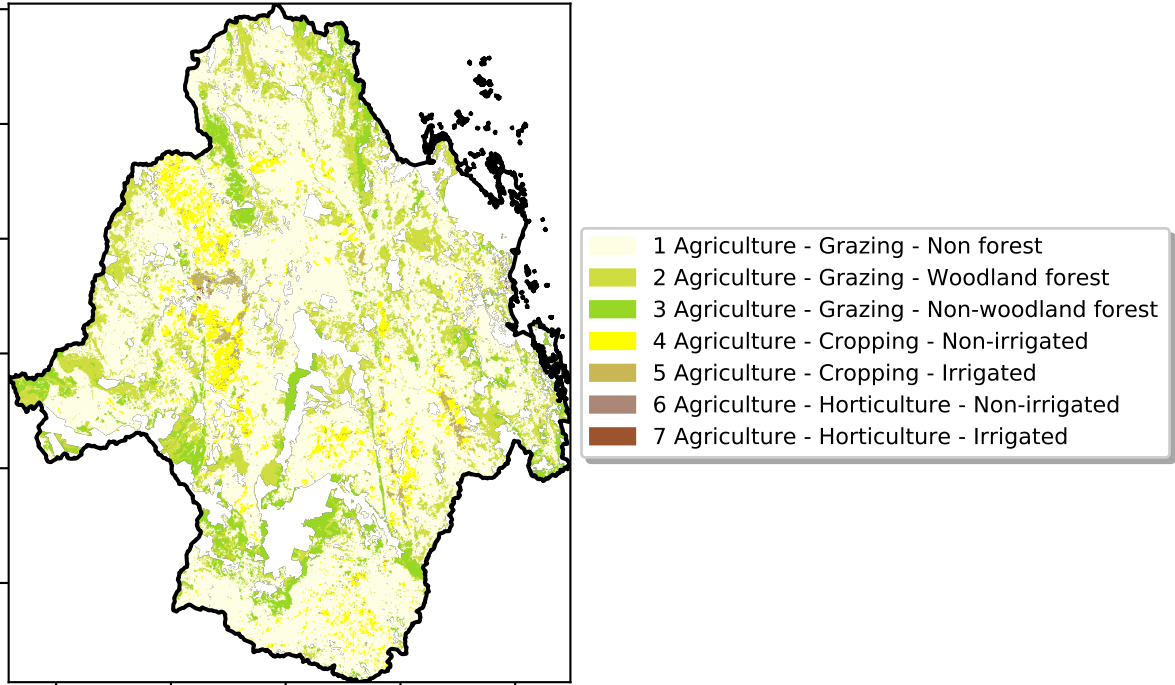 1 Agriculture - Grazing - Non forest
2 Agriculture - Grazing - Woodland forest
3 Agriculture - Grazing - Non-woodland forest
4 Agriculture - Cropping - Non-irrigated
5 Agriculture - Cropping - Irrigated
6 Agriculture - Horticulture - Non-irrigated
7 Agriculture - Horticulture - Irrigated